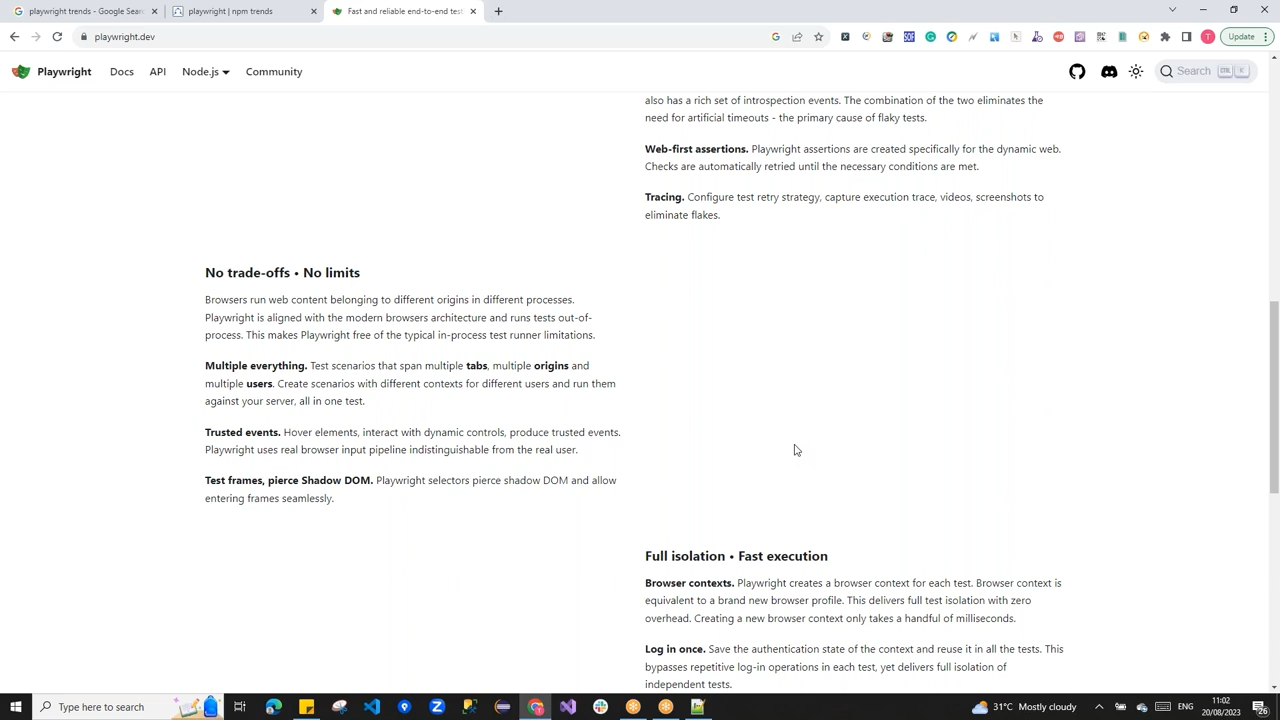 playwright trends - Google Sear
playwright | npm trends
Fast and reliable end-to-end test
playwright.dev
Update
Playwright
Docs
API
Node.js
Community
Search
CTRL
K
also has a rich set of introspection events. The combination of the two eliminates the
need for artificial timeouts - the primary cause of flaky tests.
Web-first assertions. Playwright assertions are created specifically for the dynamic web.
Checks are automatically retried until the necessary conditions are met.
Tracing. Configure test retry strategy, capture execution trace, videos, screenshots to
eliminate flakes.
No trade-offs • No limits
Browsers run web content belonging to different origins in different processes.
Playwright is aligned with the modern browsers architecture and runs tests out-of-
process. This makes Playwright free of the typical in-process test runner limitations.
Multiple everything. Test scenarios that span multiple tabs, multiple origins and
multiple users. Create scenarios with different contexts for different users and run them
against your server, all in one test.
Trusted events. Hover elements, interact with dynamic controls, produce trusted events.
Playwright uses real browser input pipeline indistinguishable from the real user.
Test frames, pierce Shadow DOM. Playwright selectors pierce shadow DOM and allow
entering frames seamlessly.
Full isolation • Fast execution
Browser contexts. Playwright creates a browser context for each test. Browser context is
equivalent to a brand new browser profile. This delivers full test isolation with zero
overhead. Creating a new browser context only takes a handful of milliseconds.
Log in once. Save the authentication state of the context and reuse it in all the tests. This
bypasses repetitive log-in operations in each test, yet delivers full isolation of
independent tests.
Type here to search
31°C Mostly cloudy
ENG
11:02
20/08/2023
26